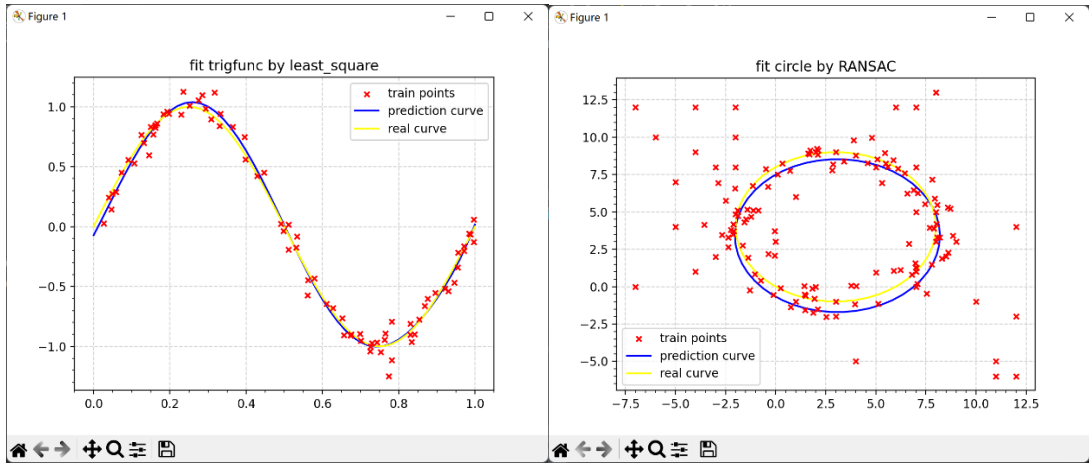 Figure 1
fit trigfunc by least_square
train points
prediction curve
real curve
1.0
0.5
0.0
−0.5
−1.0
0.0
0.2
0.4
0.6
0.8
1.0
Figure 1
fit circle by RANSAC
12.5
10.0
7.5
5.0
2.5
0.0
−2.5
−5.0
train points
prediction curve
real curve
−7.5
−5.0
−2.5
0.0
2.5
5.0
7.5
10.0
12.5